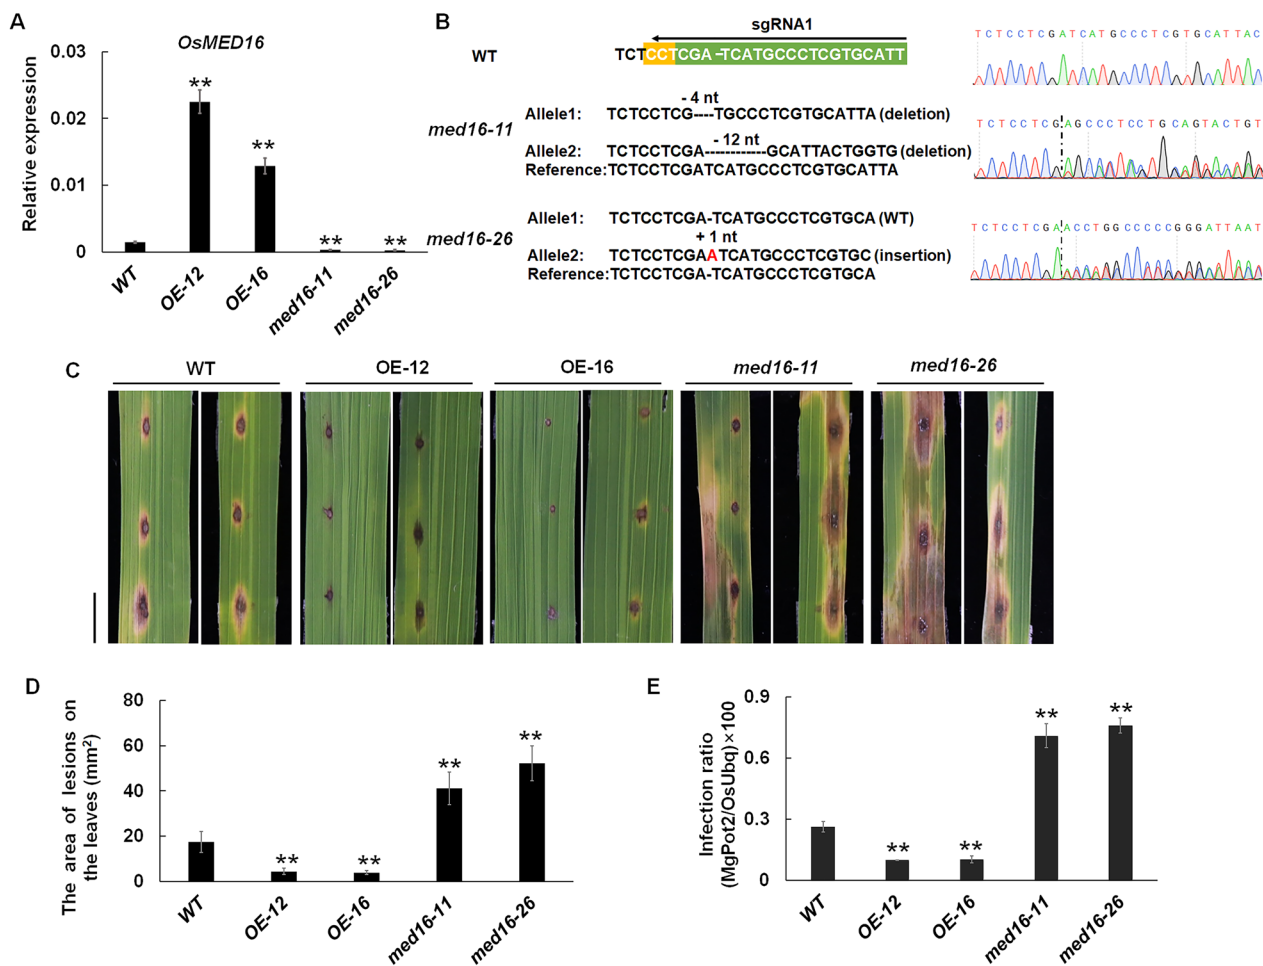 A
OsMED16
Relative expression
0.03
0.02
0.01
0
**
**
**
**
WT
OE-12
OE-16
med16-11
med16-26
B
sgRNA1
WT
TCTCCTCGA-TCATGCCCTCGTGCATT
TCTCCTCGATCATGCCCTCGTGCATTAC
med16-11
- 4 nt
Allele1: TCTCCTCG----TGCCCTCGTGCATTA (deletion)
- 12 nt
Allele2: TCTCCTCGA------------GCATTACTGGTG (deletion)
Reference: TCTCCTCGATCATGCCCTCGTGCATTA
TCTCCTCGAGCCCTCCTGCAGTACTGT
med16-26
Allele1: TCTCCTCGA-TCATGCCCTCGTGCA (WT)
+ 1 nt
Allele2: TCTCCTCGAATCATGCCCTCGTGC (insertion)
Reference: TCTCCTCGA-TCATGCCCTCGTGCA
TCTCCTCGAACCTGGCCCCCGGGATTAAT
C
WT
OE-12
OE-16
med16-11
med16-26
D
The area of lesions on
the leaves (mm²)
80
60
40
20
0
**
**
**
**
WT
OE-12
OE-16
med16-11
med16-26
E
Infection ratio
(MgPot2/OsUbq)×100
0.9
0.6
0.3
0
**
**
**
**
WT
OE-12
OE-16
med16-11
med16-26